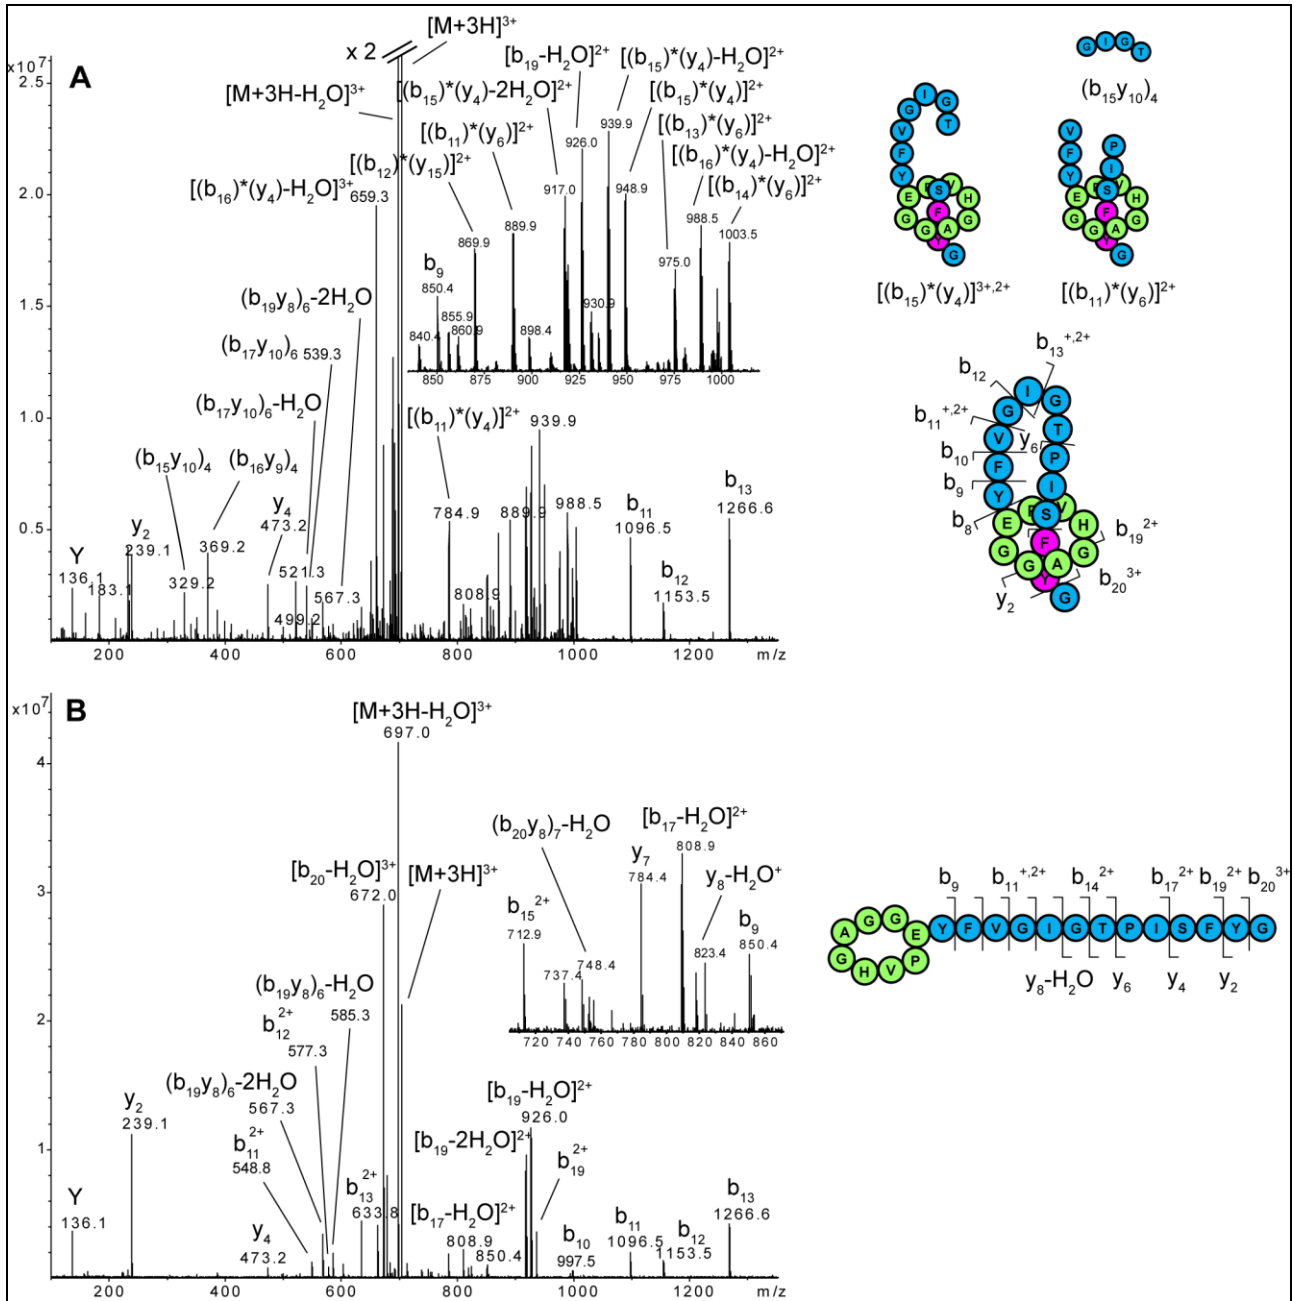 A
x10⁷
2.5
2.0
1.5
1.0
0.5
x 2
[M+3H]³⁺
[M+3H-H₂O]³⁺
[b₁₉-H₂O]²⁺
[(b₁₅)*(y₄)-H₂O]²⁺
[(b₁₅)*(y₄)-2H₂O]²⁺
[(b₁₅)*(y₄)]²⁺
[(b₁₁)*(y₆)]²⁺
[(b₁₃)*(y₆)]²⁺
[(b₁₂)*(y₁₅)]²⁺
[(b₁₆)*(y₄)-H₂O]²⁺
[(b₁₆)*(y₄)-H₂O]³⁺
659.3
[(b₁₄)*(y₆)]²⁺
926.0
939.9
917.0
948.9
889.9
869.9
975.0
988.5
1003.5
b₉
850.4
840.4
855.9
860.9
898.4
930.9
850
875
900
925
950
975
1000
(b₁₉y₈)₆-2H₂O
(b₁₇y₁₀)₆
539.3
(b₁₇y₁₀)₆-H₂O
(b₁₅y₁₀)₄
(b₁₆y₉)₄
[(b₁₁)*(y₄)]²⁺
939.9
y₄
473.2
y₂
239.1
Y
136.1
183.1
329.2
369.2
521.3
499.2
567.3
784.9
808.9
889.9
988.5
b₁₁
1096.5
b₁₂
1153.5
b₁₃
1266.6
200
400
600
800
1000
1200
m/z
G I G T
(b₁₅y₁₀)₄
T G I G V F Y E G G A G H V S F Y G
[(b₁₅)*(y₄)]³⁺,²⁺
V F Y E G G A G H V P I S F Y G
[(b₁₁)*(y₆)]²⁺
b₁₃⁺,²⁺
b₁₂
b₁₁⁺,²⁺
b₁₀
b₉
b₈
y₆
b₁₉²⁺
b₂₀³⁺
y₂
I G T P I S F Y G
G V F Y E G G A G H V
B
x10⁷
4
3
2
1
[M+3H-H₂O]³⁺
697.0
[b₂₀-H₂O]³⁺
672.0
[M+3H]³⁺
(b₂₀y₈)₇-H₂O
[b₁₇-H₂O]²⁺
808.9
y₇
784.4
y₈-H₂O⁺
823.4
b₁₅²⁺
712.9
737.4
748.4
b₉
850.4
720
740
760
780
800
820
840
860
(b₁₉y₈)₆-H₂O
585.3
b₁₂²⁺
577.3
(b₁₉y₈)₆-2H₂O
567.3
b₁₁²⁺
548.8
y₂
239.1
Y
136.1
y₄
473.2
b₁₃²⁺
633.8
[b₁₉-H₂O]²⁺
926.0
[b₁₉-2H₂O]²⁺
b₁₉²⁺
[b₁₇-H₂O]²⁺
808.9
850.4
b₁₀
997.5
b₁₁
1096.5
b₁₂
1153.5
b₁₃
1266.6
200
400
600
800
1000
1200
m/z
b₉ b₁₁⁺,²⁺ b₁₄²⁺ b₁₇²⁺ b₁₉²⁺ b₂₀³⁺
G G A G H V P E Y F V G I G T P I S F Y G
y₈-H₂O y₆ y₄ y₂